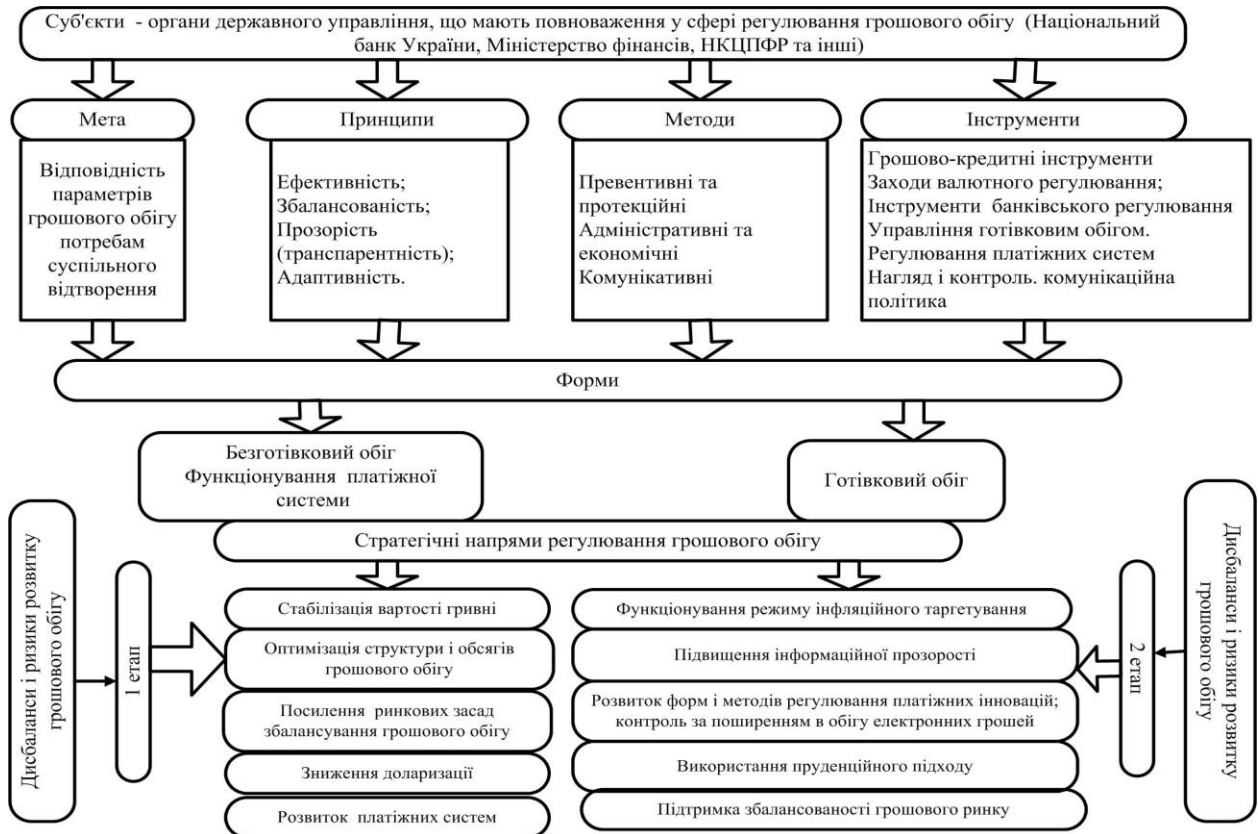 Суб'єкти - органи державного управління, що мають повноваження у сфері регулювання грошового обігу (Національний
банк України, Міністерство фінансів, НКЦПФР та інші)
Мета
Відповідність
параметрів
грошового обігу
потребам
суспільного
відтворення
Принципи
Ефективність;
Збалансованість;
Прозорість
(транспарентність);
Адаптивність.
Методи
Превентивні та
протекційні
Адміністративні та
економічні
Комунікативні
Інструменти
Грошово-кредитні інструменти
Заходи валютного регулювання;
Інструменти банківського регулювання
Управління готівковим обігом.
Регулювання платіжних систем
Нагляд і контроль. комунікаційна
політика
Форми
Безготівковий обіг
Функціонування платіжної
системи
Готівковий обіг
Стратегічні напрями регулювання грошового обігу
Дисбаланси і ризики розвитку
грошового обігу
1 етап
Стабілізація вартості гривні
Оптимізація структури і обсягів
грошового обігу
Посилення ринкових засад
збалансування грошового обігу
Зниження доларизації
Розвиток платіжних систем
Функціонування режиму інфляційного таргетування
Підвищення інформаційної прозорості
Розвиток форм і методів регулювання платіжних інновацій;
контроль за поширенням в обігу електронних грошей
Використання пруденційного підходу
Підтримка збалансованості грошового ринку
2 етап
Дисбаланси і ризики розвитку
грошового обігу